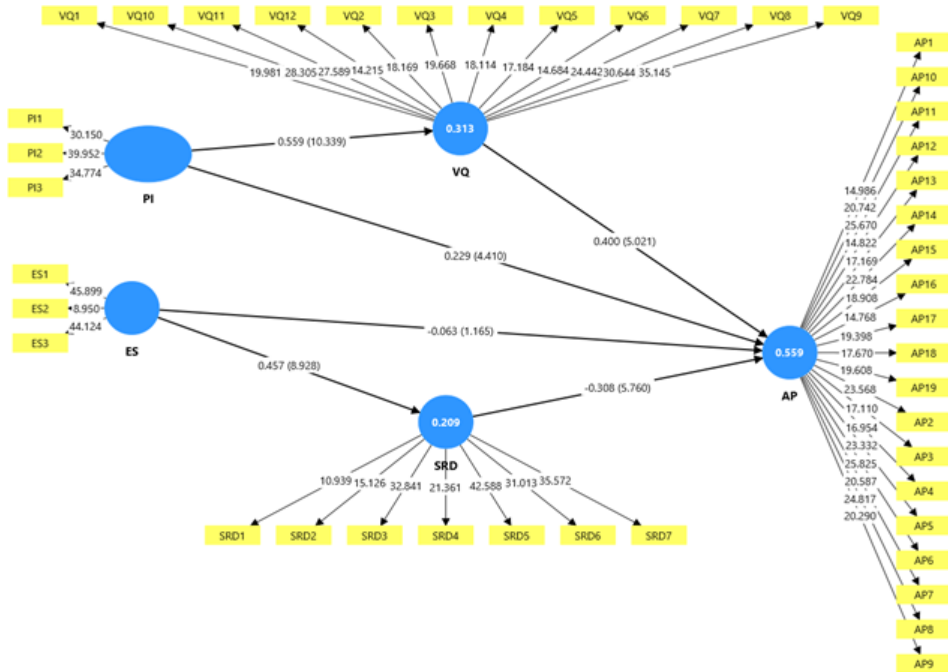 VQ1 VQ10 VQ11 VQ12 VQ2 VQ3 VQ4 VQ5 VQ6 VQ7 VQ8 VQ9
19.981 28.305 27.589 14.215 18.169 19.668 18.114 17.184 14.684 24.442 30.644 35.145
PI1
PI2
PI3
30.150
39.952
34.774
PI
0.559 (10.339)
0.313
VQ
0.400 (5.021)
0.229 (4.410)
ES1
ES2
ES3
45.899
8.950
44.124
ES
-0.063 (1.165)
0.457 (8.928)
-0.308 (5.760)
0.209
SRD
10.939 15.126 32.841 21.361 42.588 31.013 35.572
SRD1 SRD2 SRD3 SRD4 SRD5 SRD6 SRD7
0.559
AP
14.986
20.742
25.670
14.822
17.169
22.784
18.908
14.768
19.398
17.670
19.608
23.568
17.110
16.954
23.332
25.825
20.587
24.817
20.290
AP1
AP10
AP11
AP12
AP13
AP14
AP15
AP16
AP17
AP18
AP19
AP2
AP3
AP4
AP5
AP6
AP7
AP8
AP9